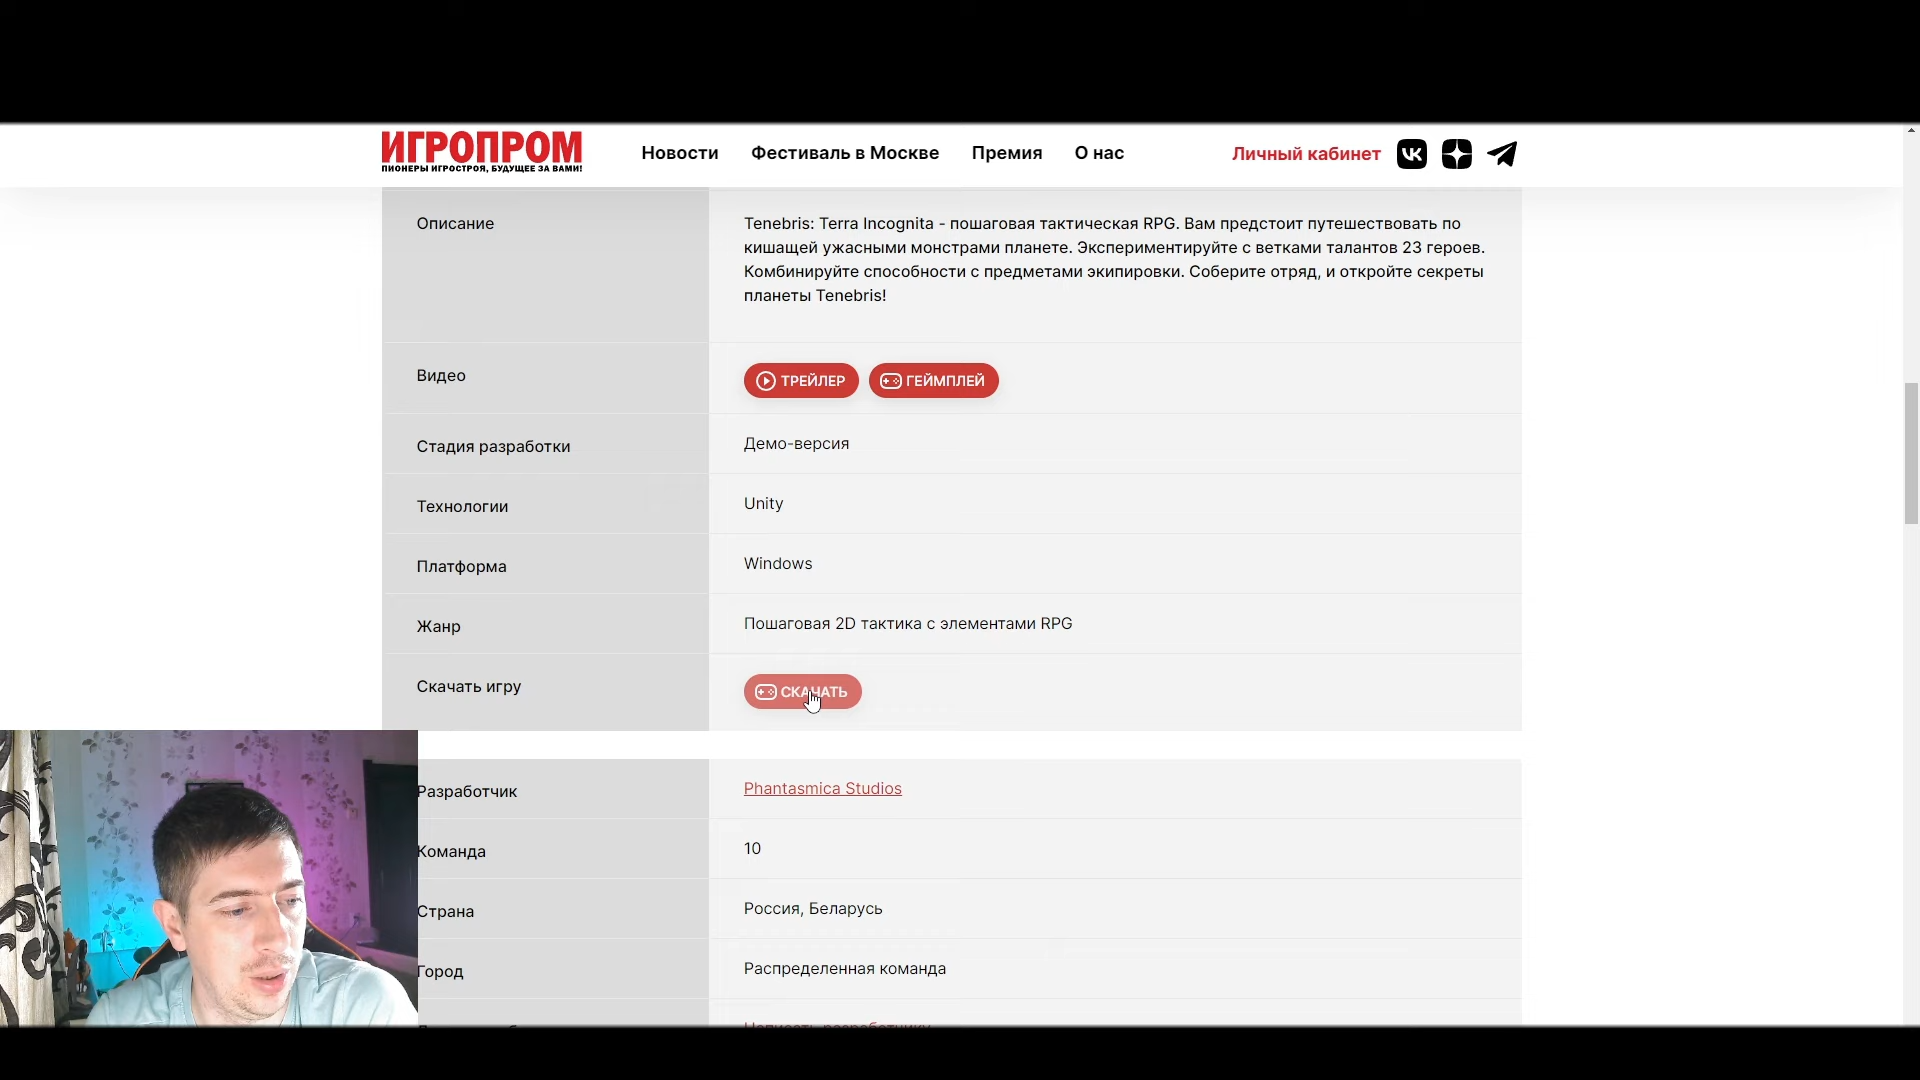 ИГРОПРОМ
ПИОНЕРЫ ИГРОСТРОЯ, БУДУЩЕЕ ЗА ВАМИ!
Новости Фестиваль в Москве Премия О нас Личный кабинет
Описание
Tenebris: Terra Incognita - пошаговая тактическая RPG. Вам предстоит путешествовать по
кишащей ужасными монстрами планете. Экспериментируйте с ветками талантов 23 героев.
Комбинируйте способности с предметами экипировки. Соберите отряд, и откройте секреты
планеты Tenebris!
Видео ТРЕЙЛЕР ГЕЙМПЛЕЙ
Стадия разработки Демо-версия
Технологии Unity
Платформа Windows
Жанр Пошаговая 2D тактика с элементами RPG
Скачать игру СКАЧАТЬ
Разработчик Phantasmica Studios
Команда 10
Страна Россия, Беларусь
Город Распределенная команда
Написать разработчику